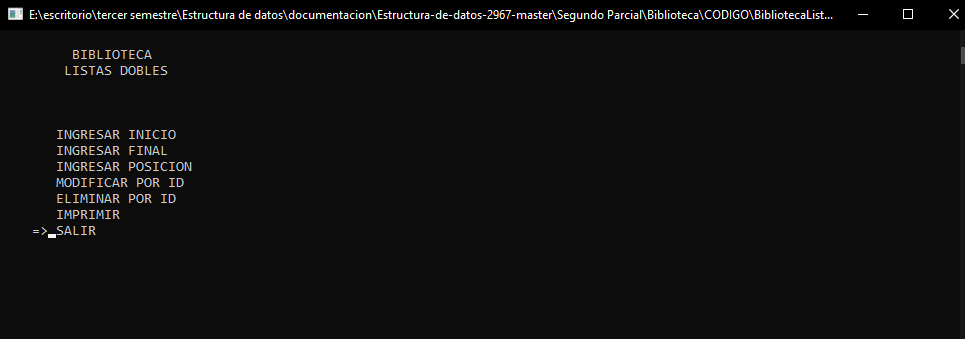 E:\escritorio\tercer semestre\Estructura de datos\documentacion\Estructura-de-datos-2967-master\Segundo Parcial\Biblioteca\CODIGO\BibliotecaList...
BIBLIOTECA
LISTAS DOBLES
INGRESAR INICIO
INGRESAR FINAL
INGRESAR POSICION
MODIFICAR POR ID
ELIMINAR POR ID
IMPRIMIR
=>_SALIR